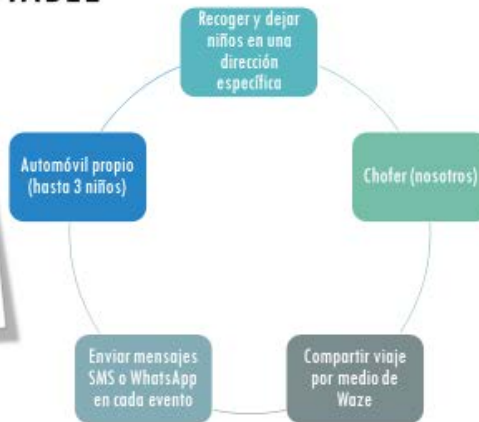 Recoger y dejar
niños en una
dirección
específica
Automóvil propio
(hasta 3 niños)
Chofer (nosotros)
Enviar mensajes
SMS o WhatsApp
en cada evento
Compartir viaje
por medio de
Waze